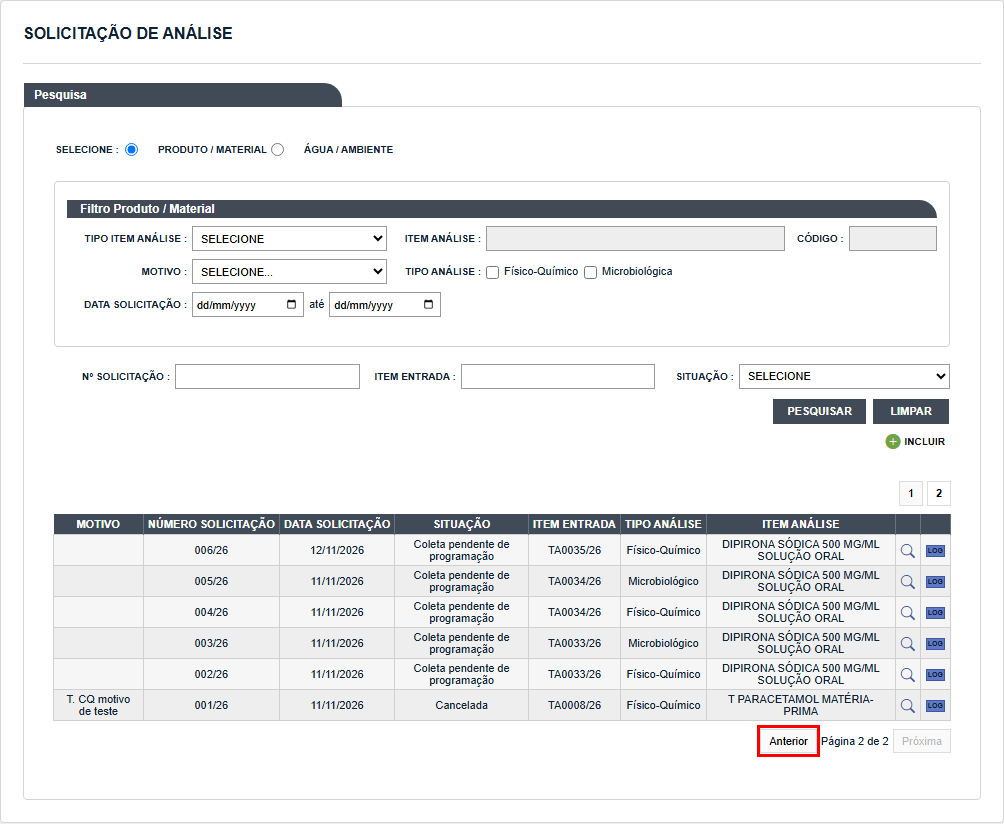 SOLICITAÇÃO DE ANÁLISE
Pesquisa
SELECIONE : PRODUTO / MATERIAL ÁGUA / AMBIENTE
Filtro Produto / Material
TIPO ITEM ANÁLISE : SELECIONE ITEM ANÁLISE : CÓDIGO :
MOTIVO : SELECIONE... TIPO ANÁLISE : Físico-Químico Microbiológica
DATA SOLICITAÇÃO : dd/mm/yyyy até dd/mm/yyyy
Nº SOLICITAÇÃO : ITEM ENTRADA : SITUAÇÃO : SELECIONE
PESQUISAR LIMPAR
INCLUIR
1 2
MOTIVO NÚMERO SOLICITAÇÃO DATA SOLICITAÇÃO SITUAÇÃO ITEM ENTRADA TIPO ANÁLISE ITEM ANÁLISE
006/26 12/11/2026 Coleta pendente de programação TA0035/26 Físico-Químico DIPIRONA SÓDICA 500 MG/ML SOLUÇÃO ORAL LOG
005/26 11/11/2026 Coleta pendente de programação TA0034/26 Microbiológico DIPIRONA SÓDICA 500 MG/ML SOLUÇÃO ORAL LOG
004/26 11/11/2026 Coleta pendente de programação TA0034/26 Físico-Químico DIPIRONA SÓDICA 500 MG/ML SOLUÇÃO ORAL LOG
003/26 11/11/2026 Coleta pendente de programação TA0033/26 Microbiológico DIPIRONA SÓDICA 500 MG/ML SOLUÇÃO ORAL LOG
002/26 11/11/2026 Coleta pendente de programação TA0033/26 Físico-Químico DIPIRONA SÓDICA 500 MG/ML SOLUÇÃO ORAL LOG
T. CQ motivo de teste 001/26 11/11/2026 Cancelada TA0008/26 Físico-Químico T PARACETAMOL MATÉRIA-PRIMA LOG
Anterior Página 2 de 2 Próxima